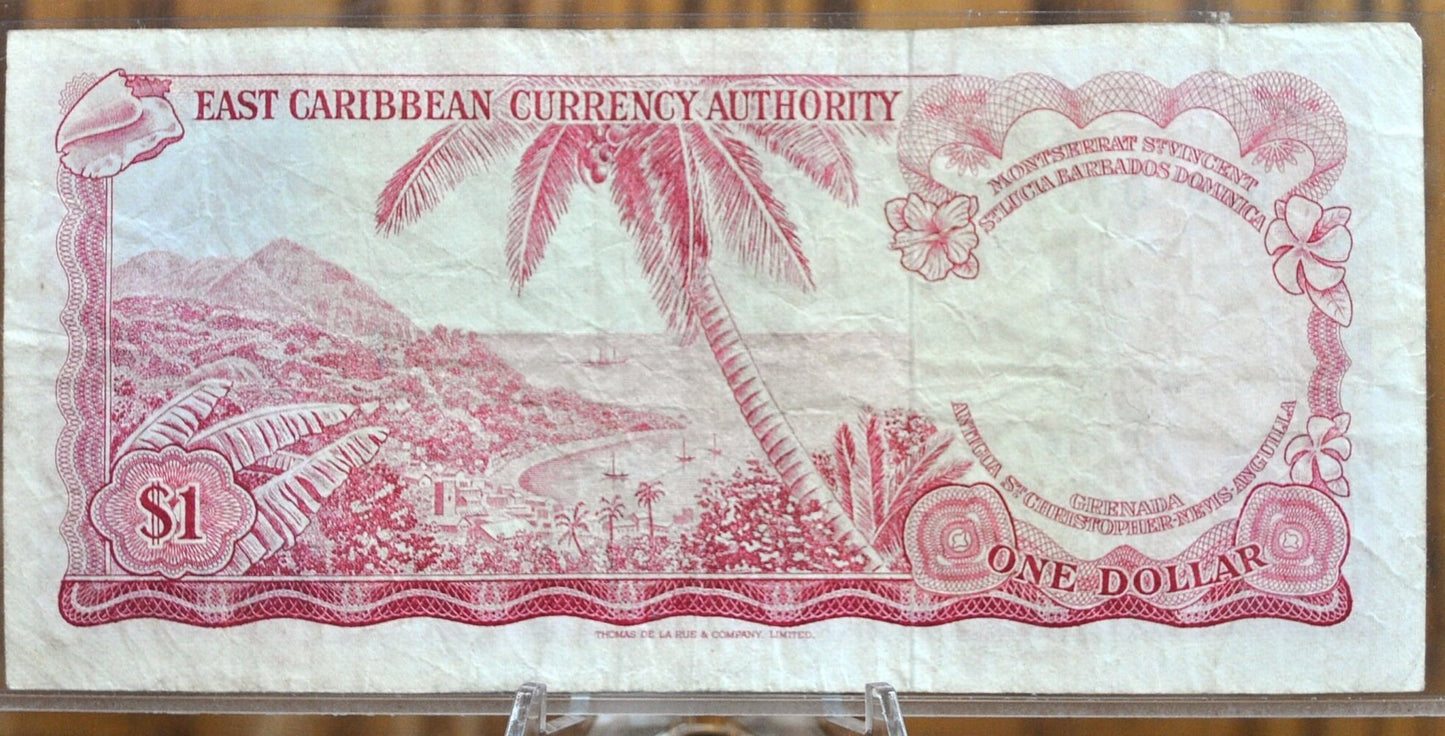 EAST CARIBBEAN CURRENCY AUTHORITY
MONTSERRAT ST VINCENT
ST LUCIA BARBADOS DOMINICA
GRENADA
ANTIGUA ST CHRISTOPHER-NEVIS-ANGUILLA
$1
ONE DOLLAR
THOMAS DE LA RUE & COMPANY, LIMITED.